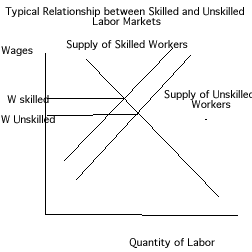 Typical Relationship between Skilled and Unskilled
Labor Markets
Wages
Supply of Skilled Workers
W skilled
Supply of Unskilled
Workers
W Unskilled
Quantity of Labor